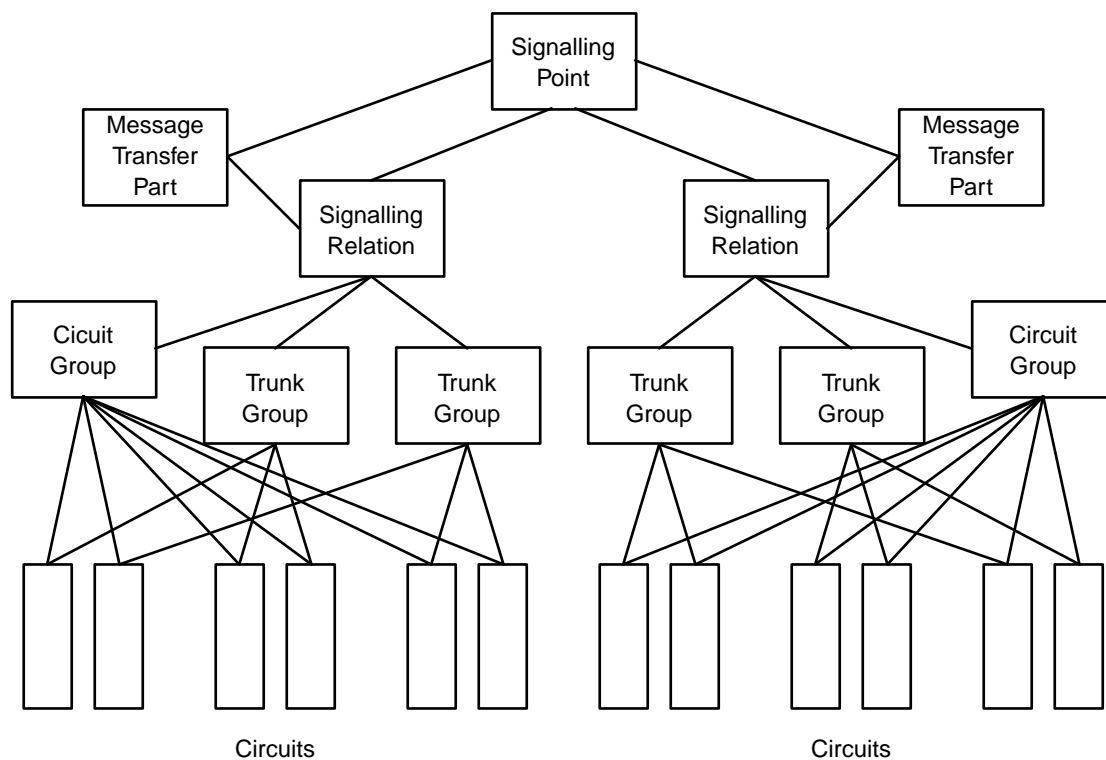 Signalling
Point
Message
Transfer
Part
Message
Transfer
Part
Signalling
Relation
Signalling
Relation
Cicuit
Group
Trunk
Group
Trunk
Group
Trunk
Group
Trunk
Group
Circuit
Group
Circuits
Circuits